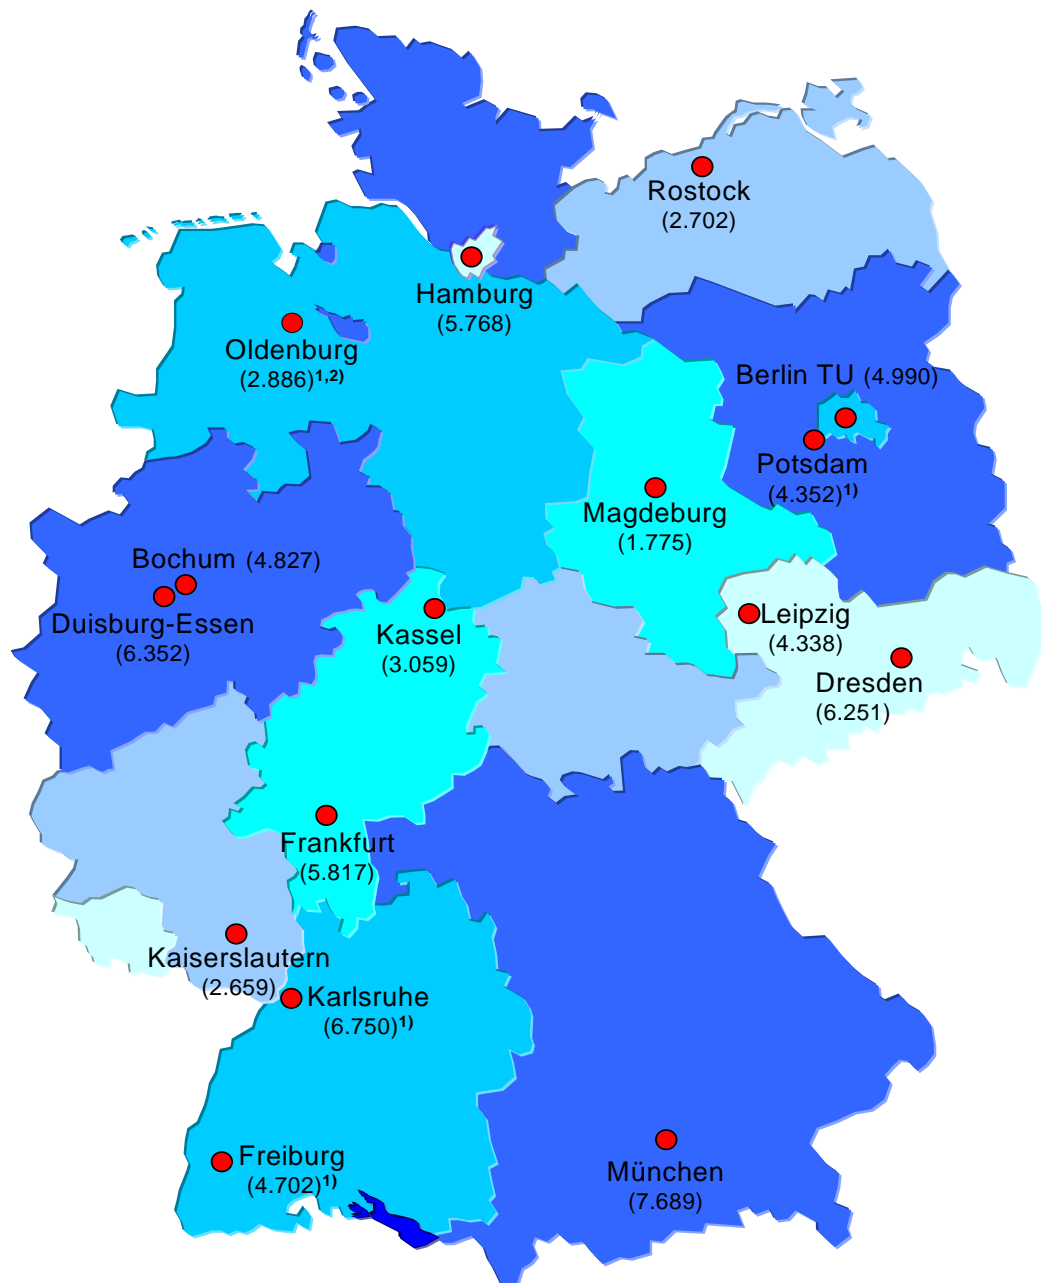 Rostock
(2.702)
Hamburg
(5.768)
Oldenburg
(2.886)1,2)
Berlin TU (4.990)
Potsdam
(4.352)1)
Magdeburg
(1.775)
Bochum (4.827)
Duisburg-Essen
(6.352)
Kassel
(3.059)
Leipzig
(4.338)
Dresden
(6.251)
Frankfurt
(5.817)
Kaiserslautern
(2.659)
Karlsruhe
(6.750)1)
Freiburg
(4.702)1)
München
(7.689)